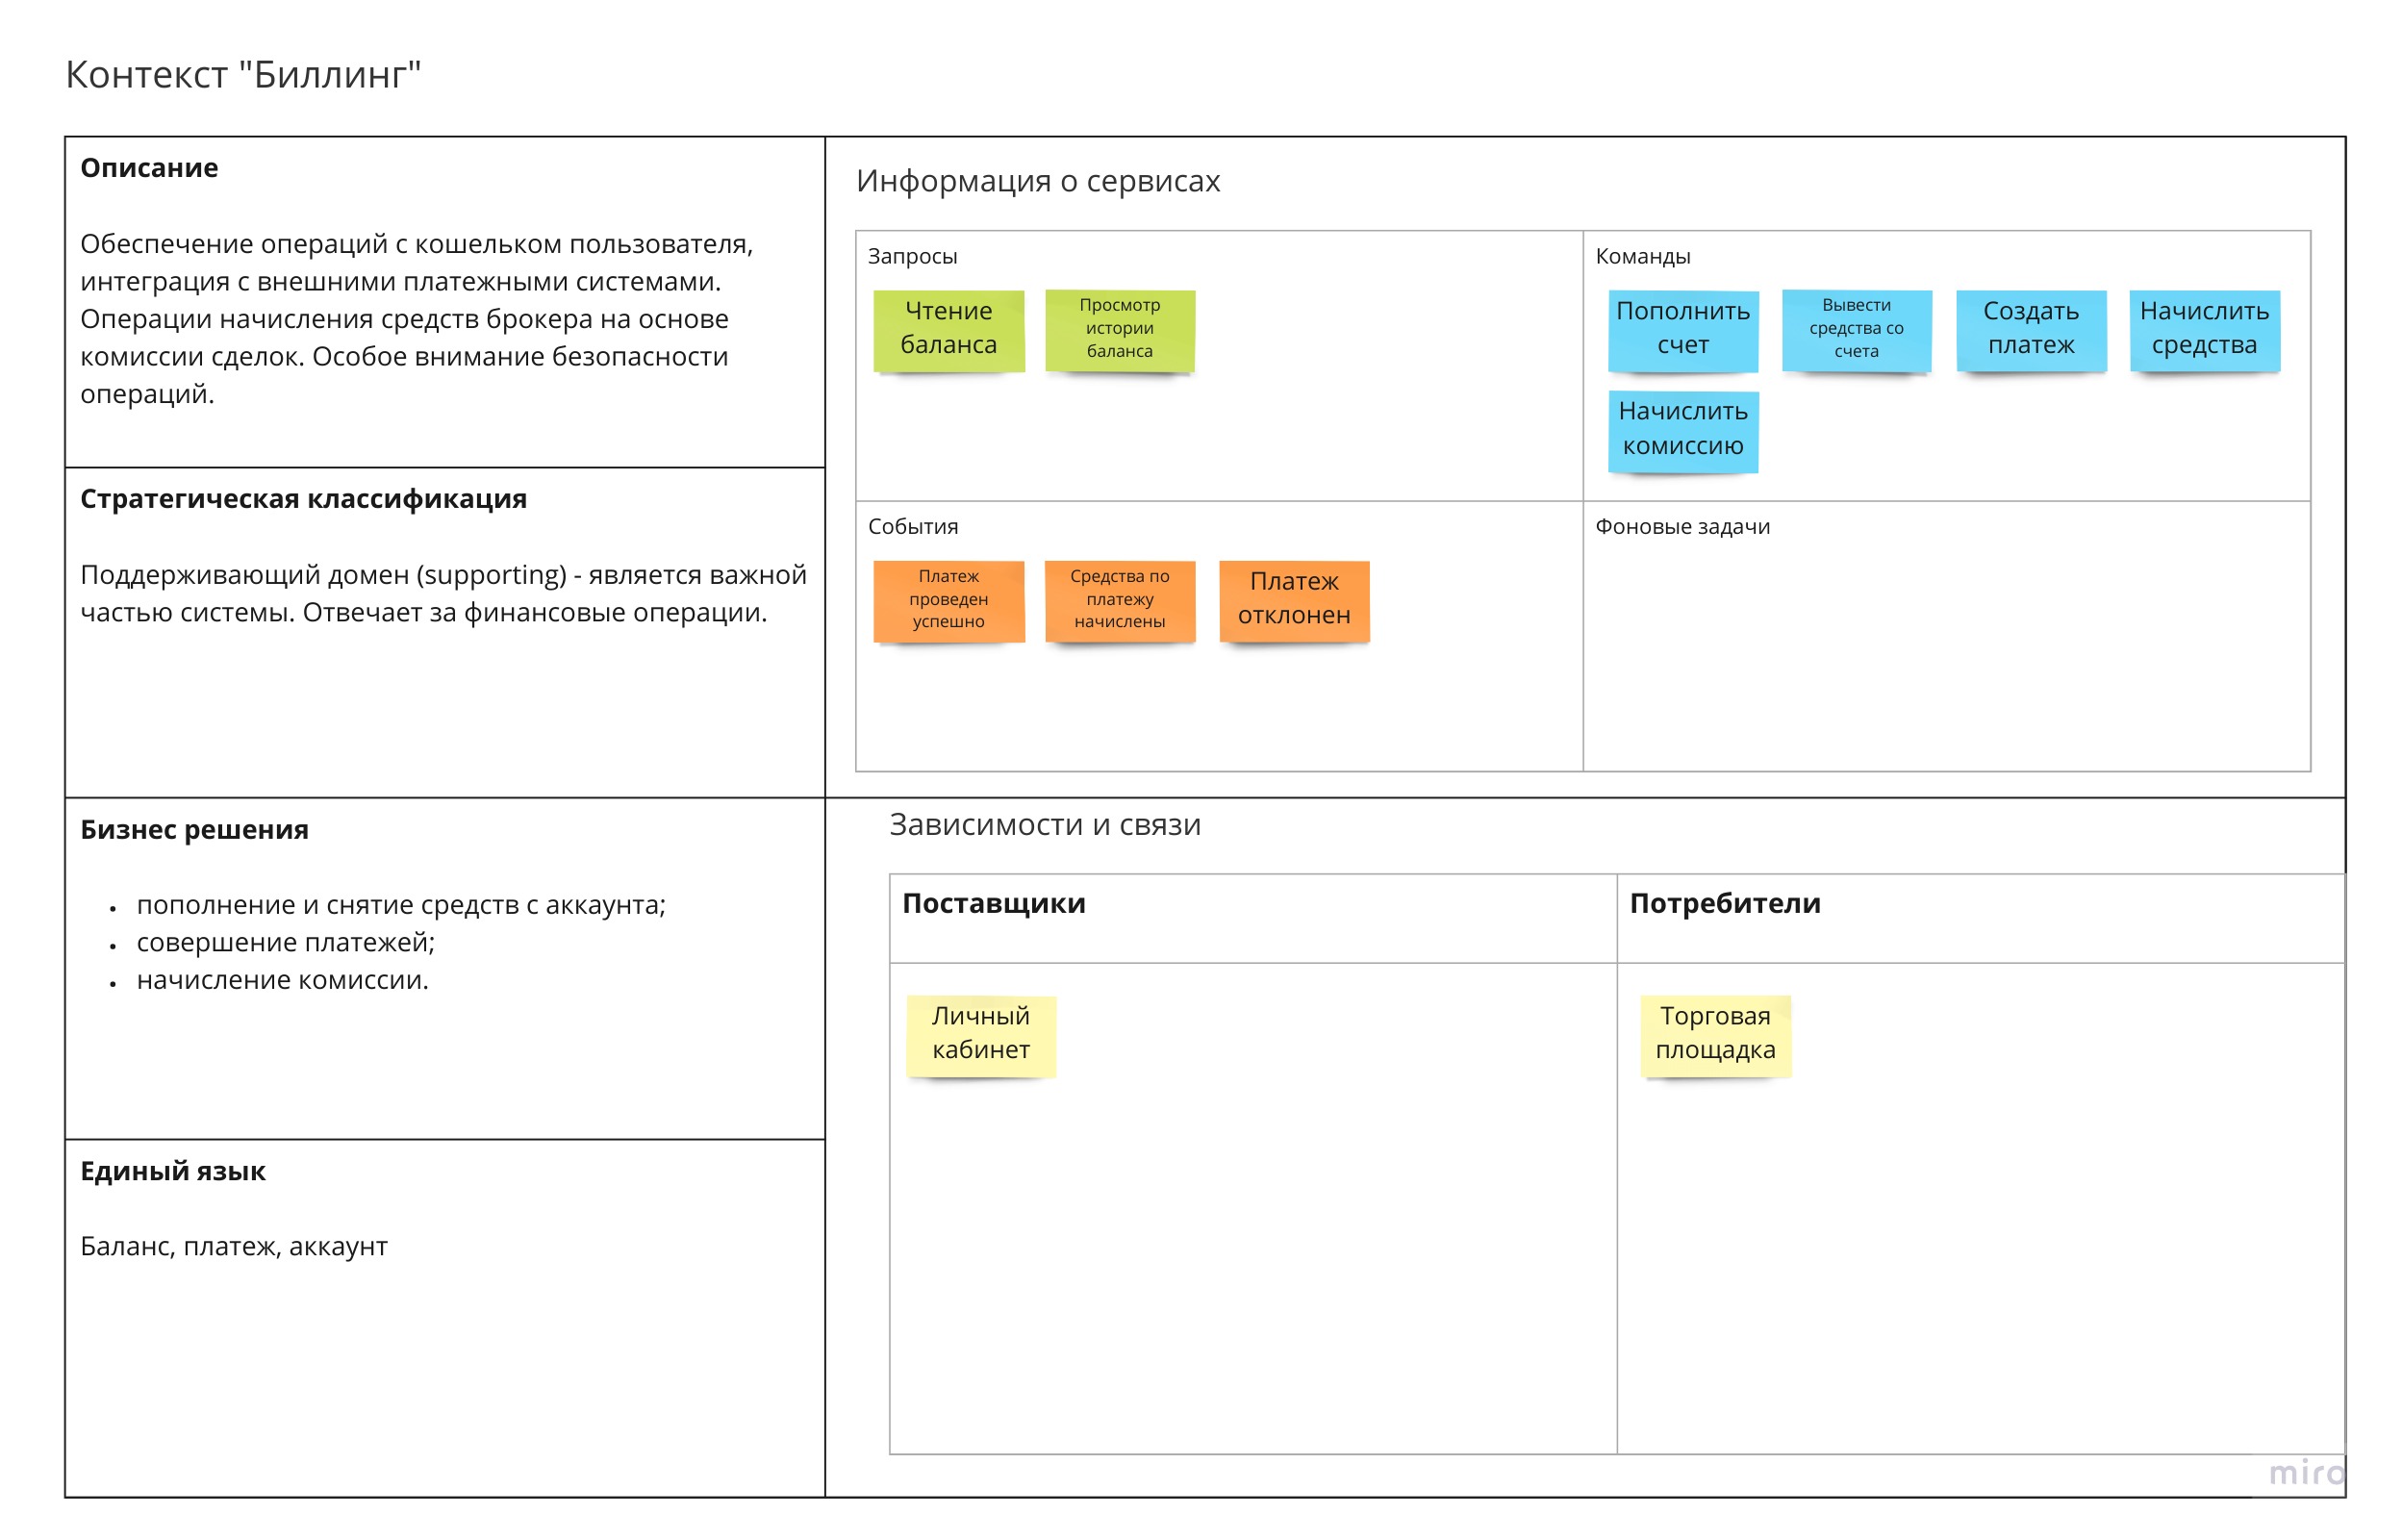 Контекст "Биллинг"
Описание
Обеспечение операций с кошельком пользователя,
интеграция с внешними платежными системами.
Операции начисления средств брокера на основе
комиссии сделок. Особое внимание безопасности
операций.
Стратегическая классификация
Поддерживающий домен (supporting) - является важной
частью системы. Отвечает за финансовые операции.
Бизнес решения
• пополнение и снятие средств с аккаунта;
• совершение платежей;
• начисление комиссии.
Единый язык
Баланс, платеж, аккаунт
Информация о сервисах
Запросы
Чтение
баланса
Просмотр
истории
баланса
Команды
Пополнить
счет
Вывести
средства со
счета
Создать
платеж
Начислить
средства
Начислить
комиссию
События
Платеж
проведен
успешно
Средства по
платежу
начислены
Платеж
отклонен
Фоновые задачи
Зависимости и связи
Поставщики
Личный
кабинет
Потребители
Торговая
площадка
miro